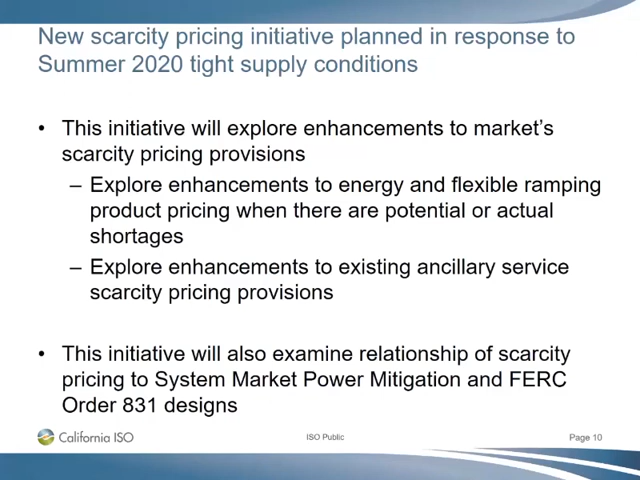 New scarcity pricing initiative planned in response to
Summer 2020 tight supply conditions
• This initiative will explore enhancements to market's
scarcity pricing provisions
– Explore enhancements to energy and flexible ramping
product pricing when there are potential or actual
shortages
– Explore enhancements to existing ancillary service
scarcity pricing provisions
• This initiative will also examine relationship of scarcity
pricing to System Market Power Mitigation and FERC
Order 831 designs
California ISO
ISO Public
Page 10